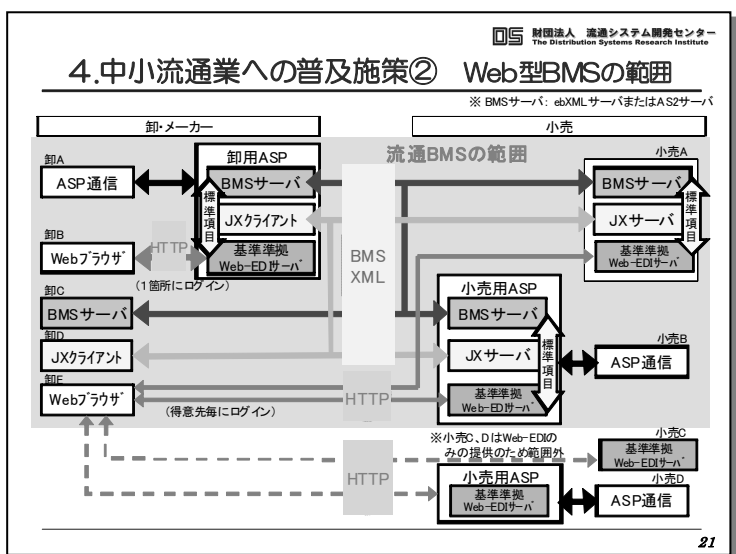 財団法人 流通システム開発センター
The Distribution Systems Research Institute
4.中小流通業への普及施策② Web型BMSの範囲
※ BMSサーバ: ebXMLサーバまたはAS2サーバ
卸・メーカー
小売
流通BMSの範囲
卸A
ASP通信
卸用ASP
BMSサーバ
JXクライアント
基準準拠
Web-EDIサーバ
標準項目
小売A
BMSサーバ
JXサーバ
基準準拠
Web-EDIサーバ
標準項目
卸B
Webブラウザ
HTTP
(1箇所にログイン)
BMS
XML
卸C
BMSサーバ
卸D
JXクライアント
卸E
Webブラウザ
(得意先毎にログイン)
HTTP
小売用ASP
BMSサーバ
JXサーバ
基準準拠
Web-EDIサーバ
標準項目
小売B
ASP通信
※小売C、DはWeb-EDIの
みの提供のため範囲外
小売C
基準準拠
Web-EDIサーバ
HTTP
小売用ASP
基準準拠
Web-EDIサーバ
小売D
ASP通信
21